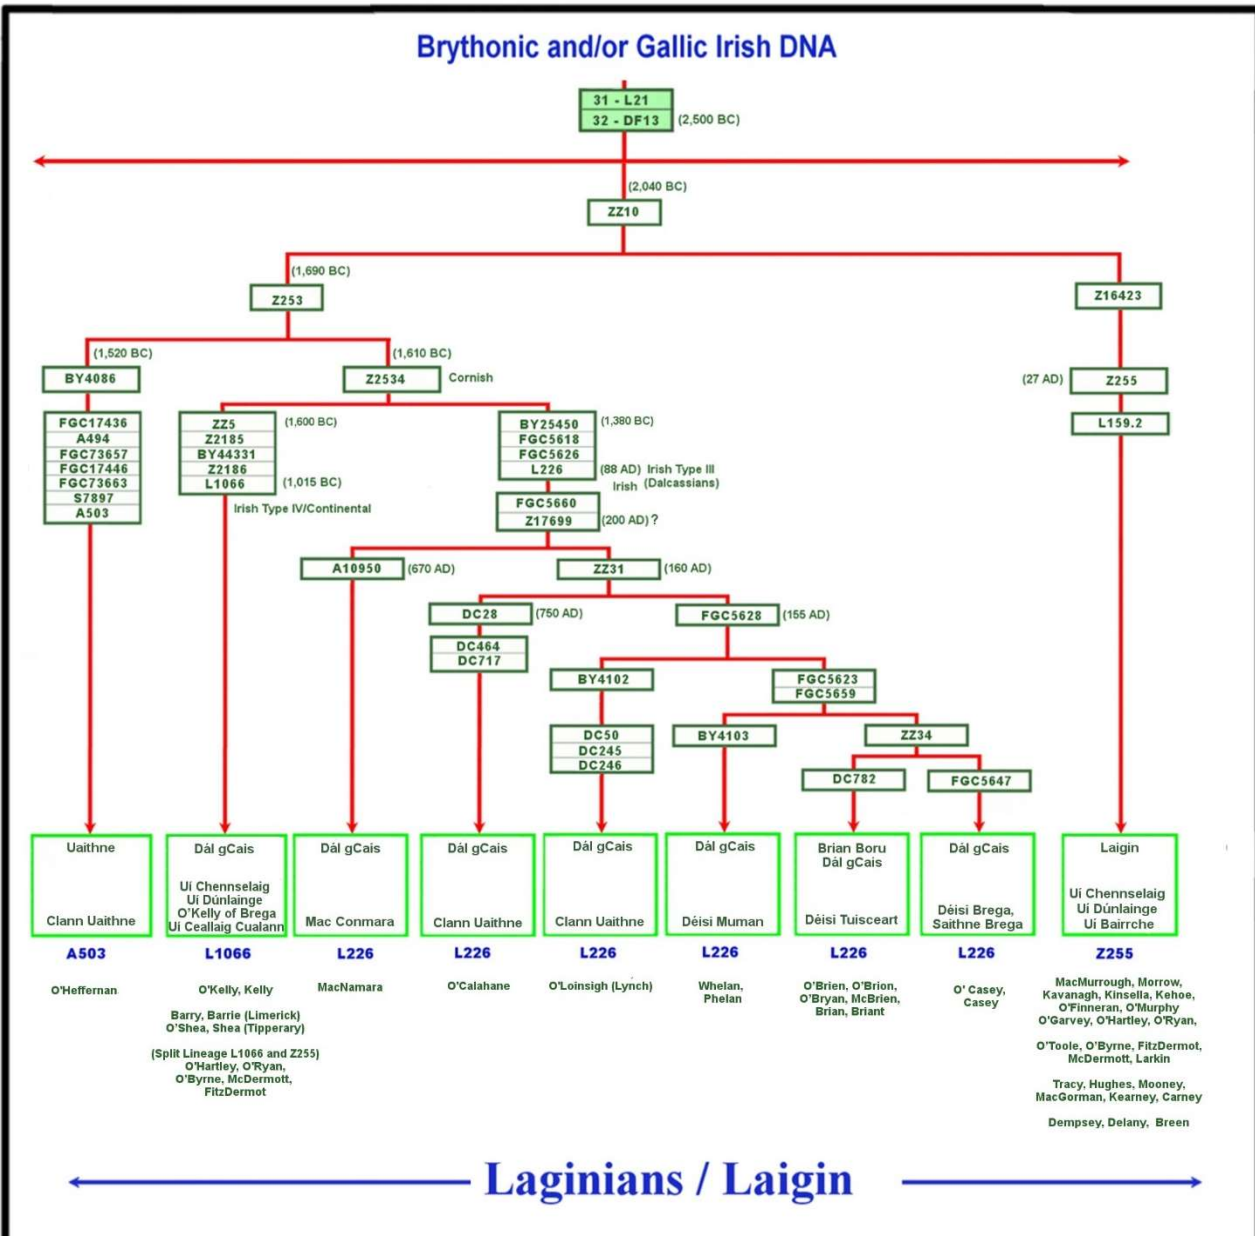 Brythonic and/or Gallic Irish DNA
31 - L21
32 - DF13 (2,500 BC)
(2,040 BC)
ZZ10
(1,690 BC)
Z253
Z16423
(1,520 BC)
(1,610 BC)
BY4086
Z2534 Cornish
(27 AD) Z255
L159.2
FGC17436
A494
FGC73657
FGC17446
FGC73663
S7897
A503
ZZ5 (1,600 BC)
Z2185
BY44331
Z2186
L1066 (1,015 BC)
Irish Type IV/Continental
BY25450 (1,380 BC)
FGC5618
FGC5626
L226 (88 AD) Irish Type III
Irish (Dalcassians)
FGC5660
Z17699 (200 AD) ?
A10950 (670 AD)
ZZ31 (160 AD)
DC28 (750 AD)
FGC5628 (155 AD)
DC464
DC717
BY4102
FGC5623
FGC5659
DC50
DC245
DC246
BY4103
ZZ34
DC782
FGC5647
Uaithne
Clann Uaithne
A503
O'Heffernan
Dál gCais
Uí Chennselaig
Uí Dúnlainge
O'Kelly of Brega
Uí Ceallaig Cualann
L1066
O'Kelly, Kelly
Barry, Barrie (Limerick)
O'Shea, Shea (Tipperary)
(Split Lineage L1066 and Z255)
O'Hartley, O'Ryan,
O'Byrne, McDermott,
FitzDermot
Dál gCais
Mac Conmara
L226
MacNamara
Dál gCais
Clann Uaithne
L226
O'Calahane
Dál gCais
Clann Uaithne
L226
O'Loinsigh (Lynch)
Dál gCais
Déisi Muman
L226
Whelan,
Phelan
Brian Boru
Dál gCais
Déisi Tuisceart
L226
O'Brien, O'Brion,
O'Bryan, McBrien,
Brian, Briant
Dál gCais
Déisi Brega,
Saithne Brega
L226
O' Casey,
Casey
Laigin
Uí Chennselaig
Uí Dúnlainge
Uí Bairrche
Z255
MacMurrough, Morrow,
Kavanagh, Kinsella, Kehoe,
O'Finneran, O'Murphy
O'Garvey, O'Hartley, O'Ryan,
O'Toole, O'Byrne, FitzDermot,
McDermott, Larkin
Tracy, Hughes, Mooney,
MacGorman, Kearney, Carney
Dempsey, Delany, Breen
Laginians / Laigin